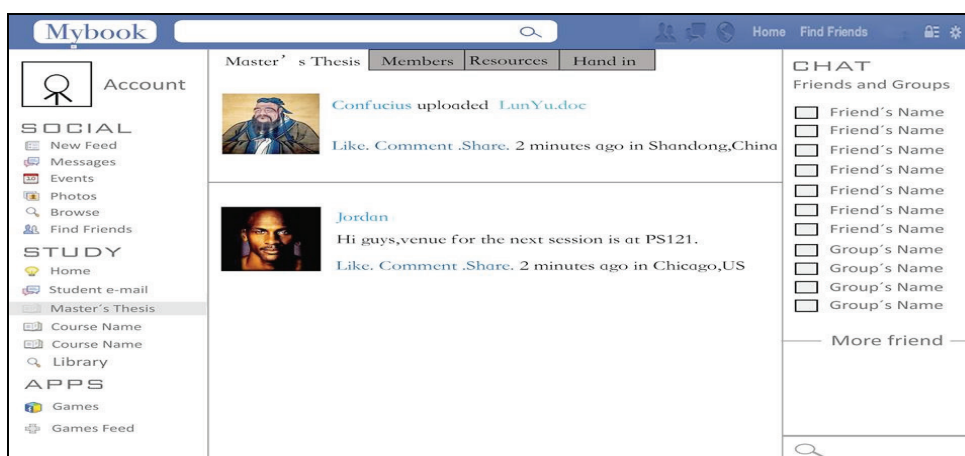 Mybook
Home Find Friends
Account
SOCIAL
New Feed
Messages
10 Events
Photos
Browse
Find Friends
STUDY
Home
Student e-mail
Master´s Thesis
Course Name
Course Name
Library
APPS
Games
Games Feed
Master’ s Thesis Members Resources Hand in
Confucius uploaded LunYu.doc
Like. Comment .Share. 2 minutes ago in Shandong,China
Jordan
Hi guys,venue for the next session is at PS121.
Like. Comment .Share. 2 minutes ago in Chicago,US
CHAT
Friends and Groups
Friend´s Name
Friend´s Name
Friend´s Name
Friend´s Name
Friend´s Name
Friend´s Name
Friend´s Name
Group´s Name
Group´s Name
Group´s Name
Group´s Name
More friend